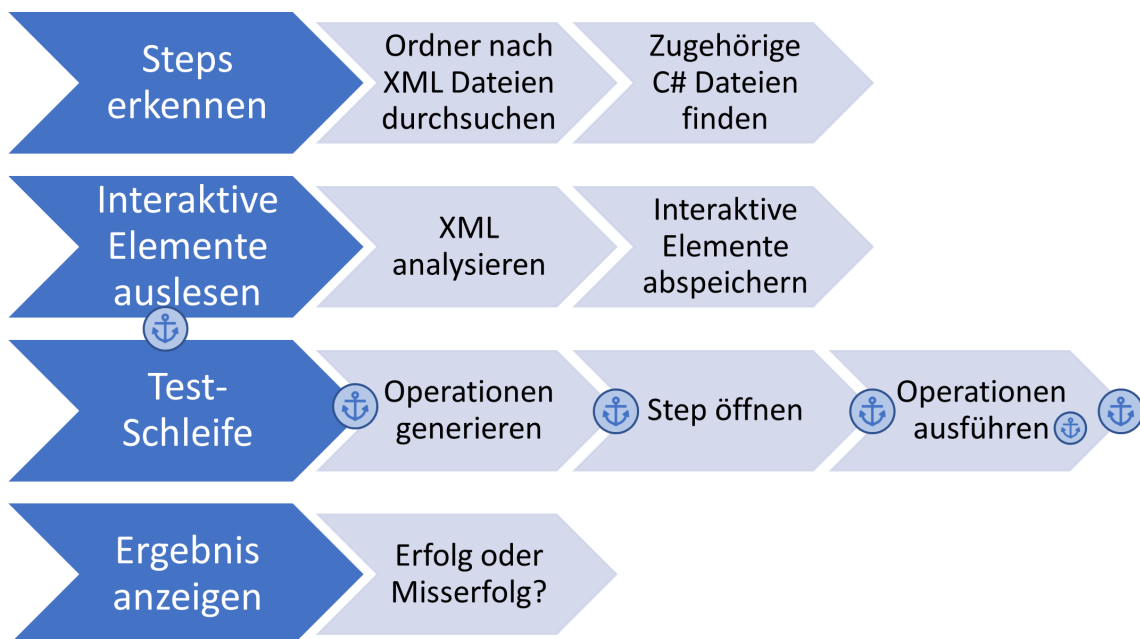 Steps
erkennen
Ordner nach
XML Dateien
durchsuchen
Zugehörige
C# Dateien
finden
Interaktive
Elemente
auslesen
XML
analysieren
Interaktive
Elemente
abspeichern
Test-
Schleife
Operationen
generieren
Step öffnen
Operationen
ausführen
Ergebnis
anzeigen
Erfolg oder
Misserfolg?